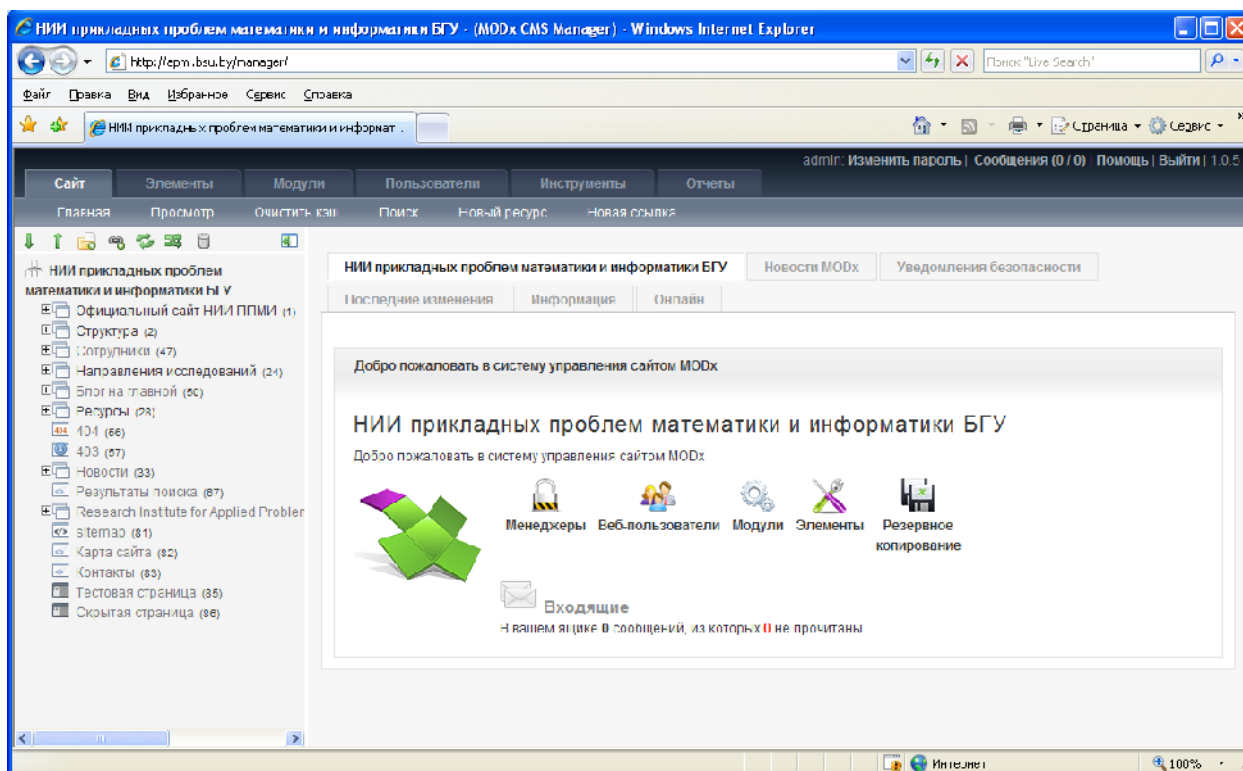 НИИ прикладных проблем математики и информатики БГУ - (MODx CMS Manager) - Windows Internet Explorer
http://apm.bsu.by/manager/
Поиск "Live Search"
Файл Правка Вид Избранное Сервис Справка
НИИ прикладных проблем математики и информат...
Страница Сервис
admin: Изменить пароль | Сообщения (0 / 0) Помощь | Выйти | 1.0.5
Сайт Элементы Модули Пользователи Инструменты Отчеты
Главная Просмотр Очистить кэш Поиск Новый ресурс Новая ссылка
НИИ прикладных проблем
математики и информатики БГУ
Официальный сайт НИИ ППМИ (1)
Структура (2)
Сотрудники (47)
Направления исследований (24)
Блог на главной (50)
Ресурсы (23)
404 (56)
403 (57)
Новости (33)
Результаты поиска (67)
Research Institute for Applied Probler
sitemap (81)
Карта сайта (82)
Контакты (83)
Тестовая страница (85)
Скрытая страница (86)
НИИ прикладных проблем математики и информатики БГУ Новости MODx Уведомления безопасности
Последние изменения Информация Онлайн
Добро пожаловать в систему управления сайтом MODx
НИИ прикладных проблем математики и информатики БГУ
Добро пожаловать в систему управления сайтом MODx
Менеджеры Веб-пользователи Модули Элементы Резервное
копирование
Входящие
В вашем ящике 0 сообщений, из которых 0 не прочитаны
Интернет 100%